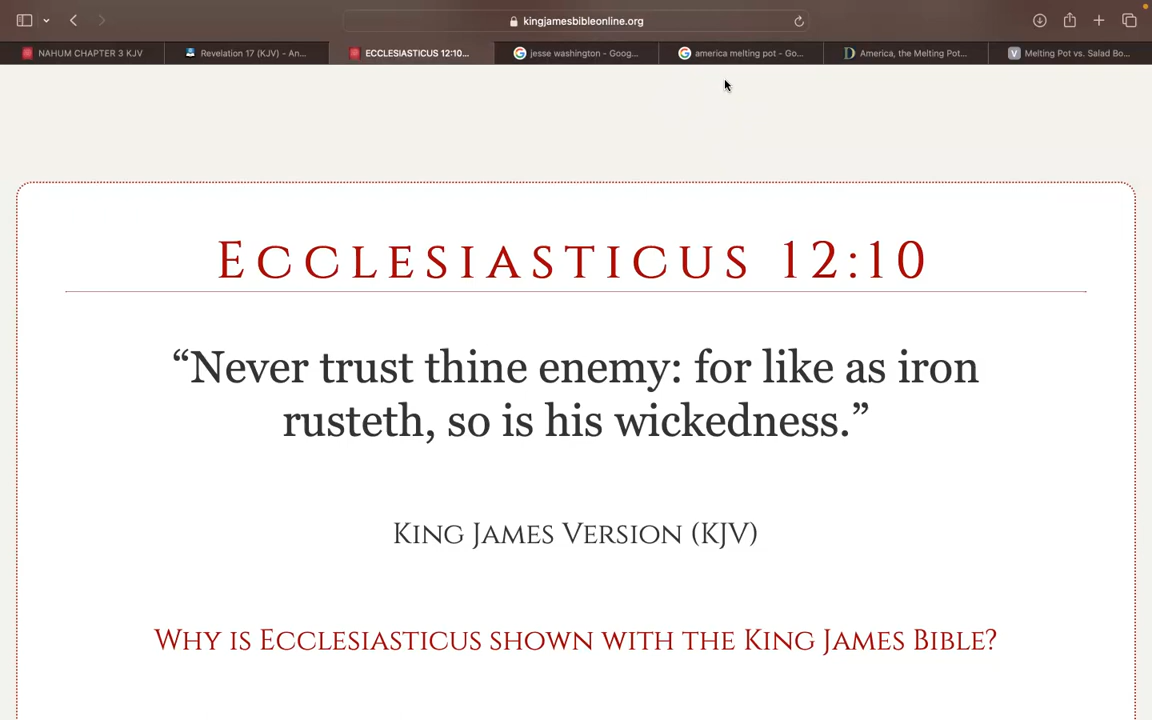 kingjamesbibleonline.org
NAHUM CHAPTER 3 KJV
Revelation 17 (KJV) - An...
ECCLESIASTICUS 12:10...
jesse washington - Goog...
america melting pot - Go...
America, the Melting Pot...
Melting Pot vs. Salad Bo...
Ecclesiasticus 12:10
“Never trust thine enemy: for like as iron
rusteth, so is his wickedness.”
King James Version (KJV)
Why is Ecclesiasticus shown with the King James Bible?